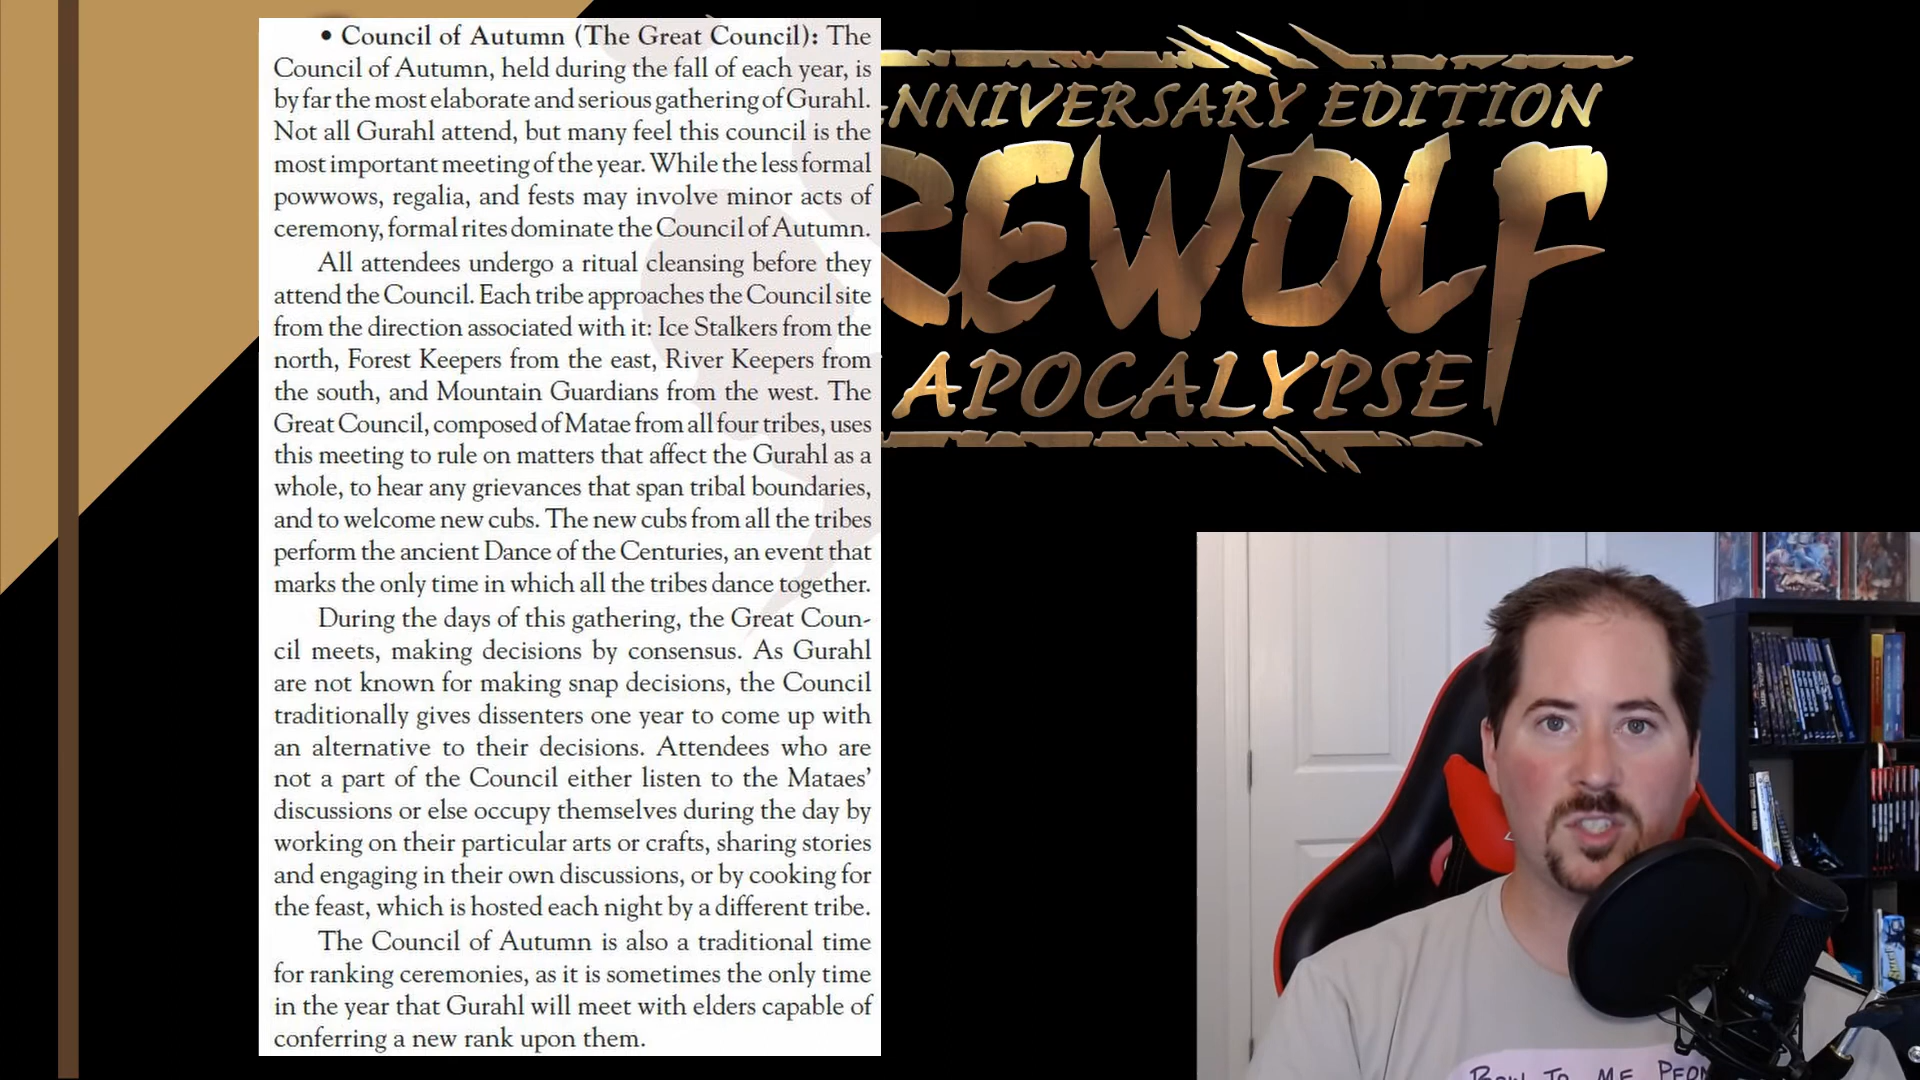 • Council of Autumn (The Great Council): The
Council of Autumn, held during the fall of each year, is
by far the most elaborate and serious gathering of Gurahl.
Not all Gurahl attend, but many feel this council is the
most important meeting of the year. While the less formal
powwows, regalia, and fests may involve minor acts of
ceremony, formal rites dominate the Council of Autumn.
All attendees undergo a ritual cleansing before they
attend the Council. Each tribe approaches the Council site
from the direction associated with it: Ice Stalkers from the
north, Forest Keepers from the east, River Keepers from
the south, and Mountain Guardians from the west. The
Great Council, composed of Matae from all four tribes, uses
this meeting to rule on matters that affect the Gurahl as a
whole, to hear any grievances that span tribal boundaries,
and to welcome new cubs. The new cubs from all the tribes
perform the ancient Dance of the Centuries, an event that
marks the only time in which all the tribes dance together.
During the days of this gathering, the Great Coun-
cil meets, making decisions by consensus. As Gurahl
are not known for making snap decisions, the Council
traditionally gives dissenters one year to come up with
an alternative to their decisions. Attendees who are
not a part of the Council either listen to the Mataes’
discussions or else occupy themselves during the day by
working on their particular arts or crafts, sharing stories
and engaging in their own discussions, or by cooking for
the feast, which is hosted each night by a different tribe.
The Council of Autumn is also a traditional time
for ranking ceremonies, as it is sometimes the only time
in the year that Gurahl will meet with elders capable of
conferring a new rank upon them.
NNIVERSARY EDITION
REWOLF
APOCALYPSE
BOW TO ME PEON